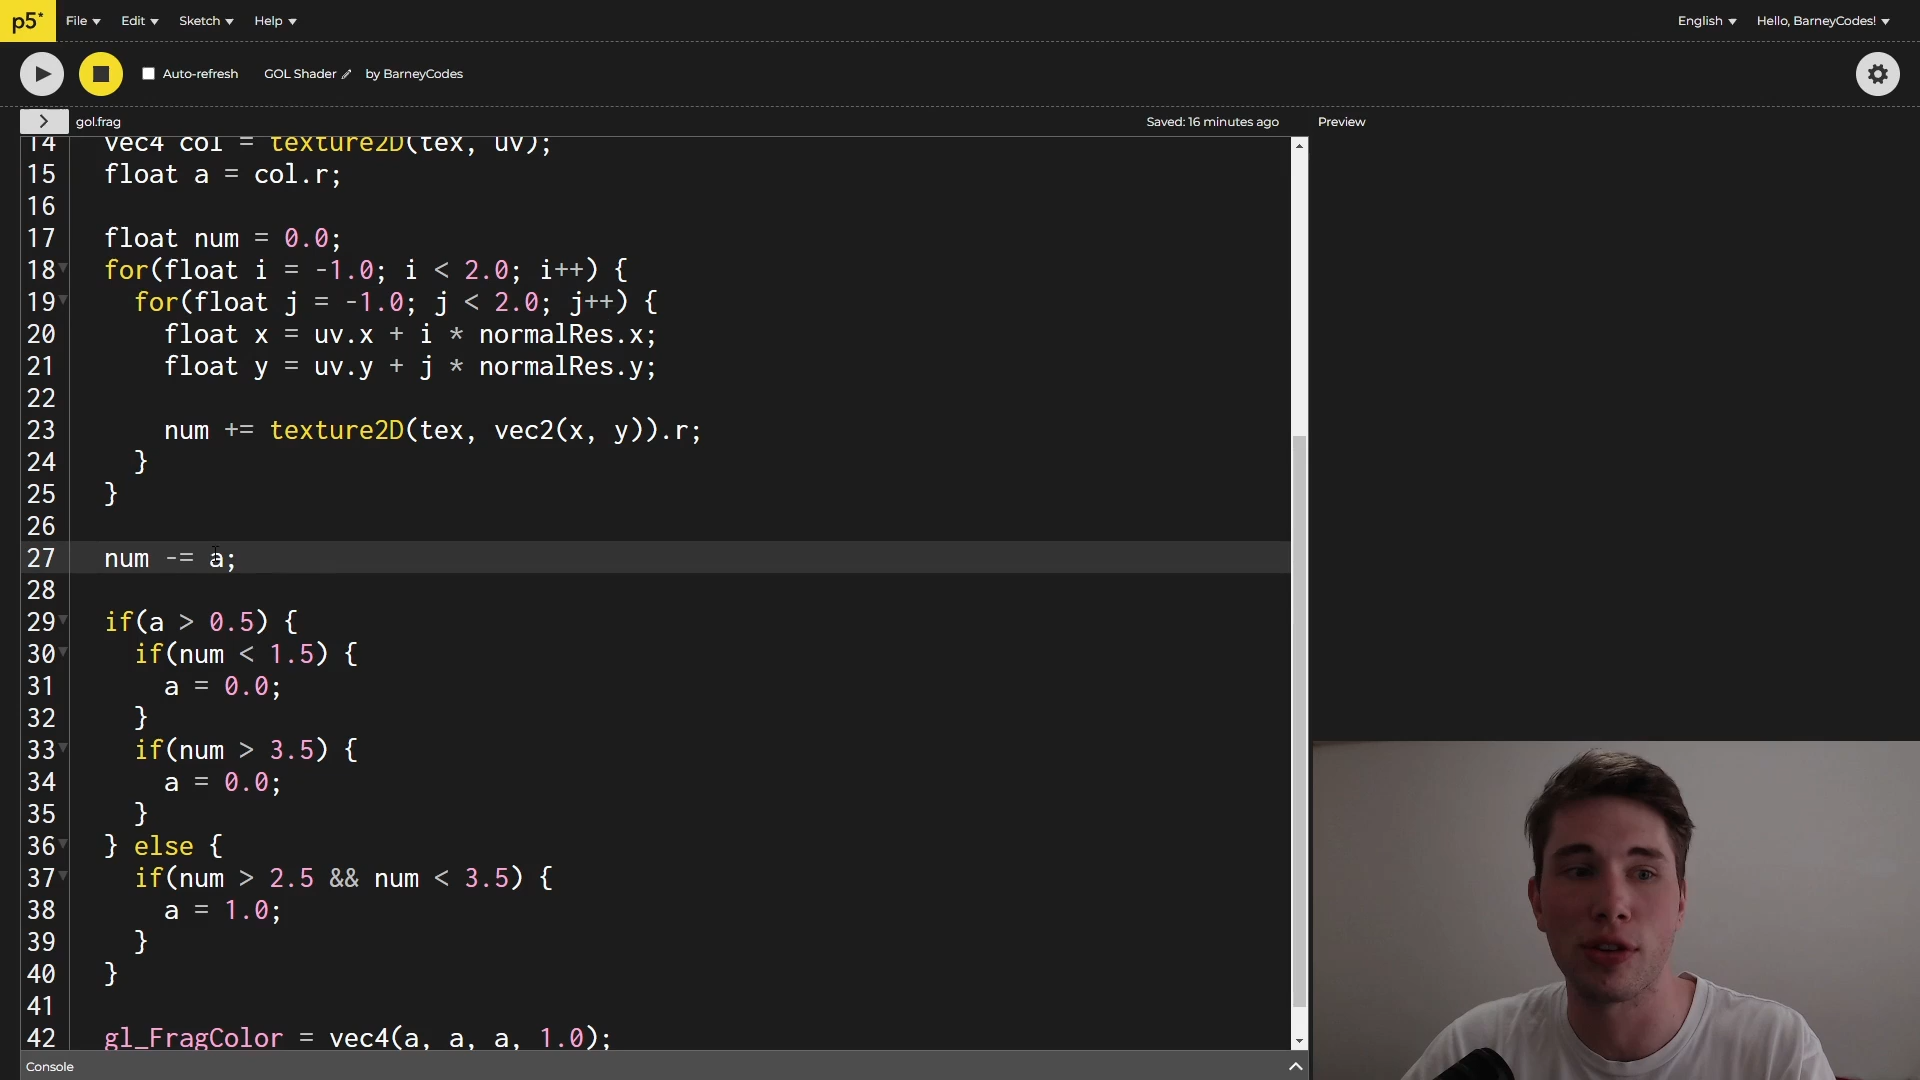 p5* File Edit Sketch Help English Hello, BarneyCodes!
Auto-refresh GOL Shader by BarneyCodes
gol.frag Saved: 16 minutes ago Preview
14 vec4 col = texture2D(tex, uv);
15 float a = col.r;
16
17 float num = 0.0;
18 for(float i = -1.0; i < 2.0; i++) {
19 for(float j = -1.0; j < 2.0; j++) {
20 float x = uv.x + i * normalRes.x;
21 float y = uv.y + j * normalRes.y;
22
23 num += texture2D(tex, vec2(x, y)).r;
24 }
25 }
26
27 num -= a;
28
29 if(a > 0.5) {
30 if(num < 1.5) {
31 a = 0.0;
32 }
33 if(num > 3.5) {
34 a = 0.0;
35 }
36 } else {
37 if(num > 2.5 && num < 3.5) {
38 a = 1.0;
39 }
40 }
41
42 gl_FragColor = vec4(a, a, a, 1.0);
Console